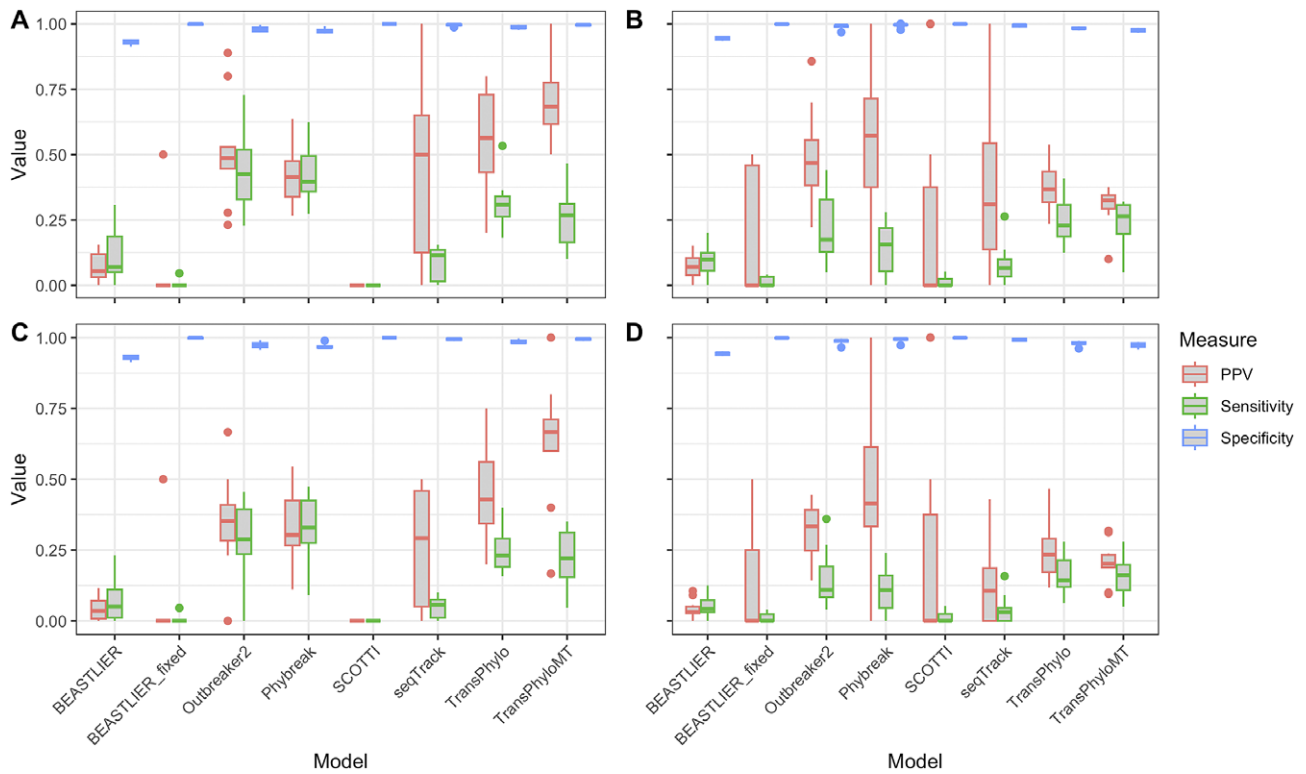 A
B
1.00
0.75
0.50
0.25
0.00
Value
C
D
1.00
0.75
0.50
0.25
0.00
Value
Measure
PPV
Sensitivity
Specificity
BEASTLIER
BEASTLIER_fixed
Outbreaker2
Phybreak
SCOTTI
seqTrack
TransPhylo
TransPhyloMT
BEASTLIER
BEASTLIER_fixed
Outbreaker2
Phybreak
SCOTTI
seqTrack
TransPhylo
TransPhyloMT
Model
Model